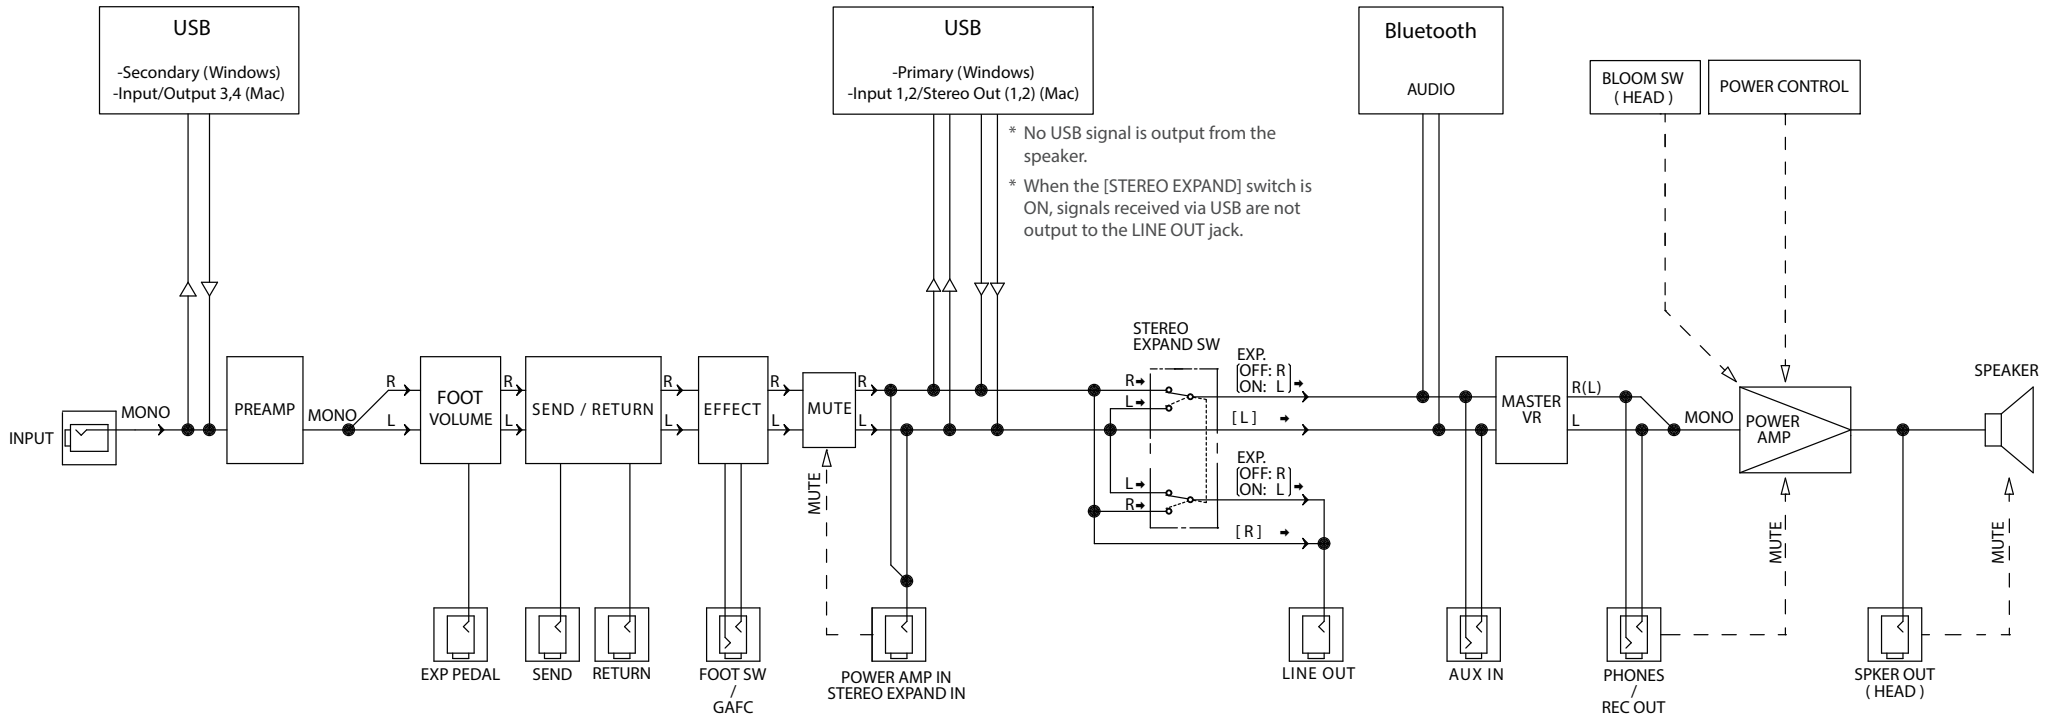 USB
-Secondary (Windows)
-Input/Output 3,4 (Mac)
USB
-Primary (Windows)
-Input 1,2/Stereo Out (1,2) (Mac)
* No USB signal is output from the
speaker.
* When the [STEREO EXPAND] switch is
ON, signals received via USB are not
output to the LINE OUT jack.
Bluetooth
AUDIO
BLOOM SW
( HEAD )
POWER CONTROL
INPUT
MONO
PREAMP
MONO
R
L
FOOT
VOLUME
R
L
SEND / RETURN
R
L
EFFECT
R
L
MUTE
R
L
MUTE
STEREO
EXPAND SW
R
L
L
R
EXP.
OFF: R
ON: L
[ L ]
EXP.
OFF: R
ON: L
[ R ]
MASTER
VR
R(L)
L
MONO
POWER
AMP
MUTE
SPEAKER
MUTE
EXP PEDAL
SEND
RETURN
FOOT SW
/
GAFC
POWER AMP IN
STEREO EXPAND IN
LINE OUT
AUX IN
PHONES
/
REC OUT
SPKER OUT
( HEAD )